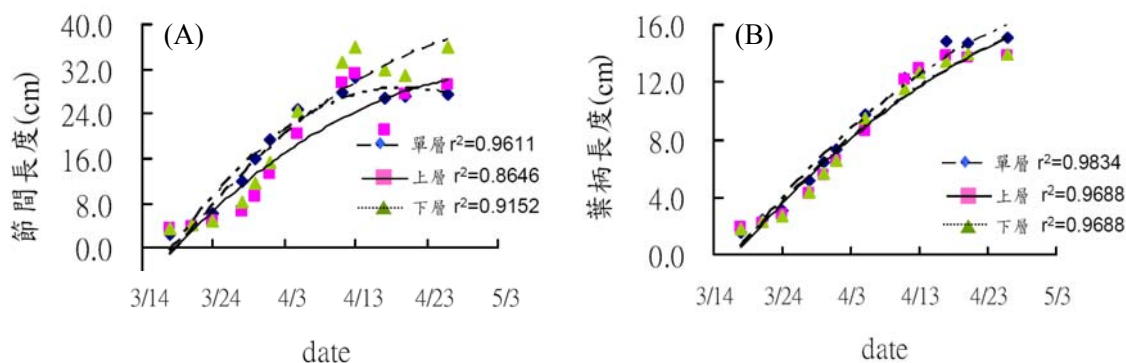 (A)
節間長度(cm)
40.0
32.0
24.0
16.0
8.0
0.0
單層 r²=0.9611
上層 r²=0.8646
下層 r²=0.9152
3/14 3/24 4/3 4/13 4/23 5/3
date
(B)
葉柄長度(cm)
16.0
12.0
8.0
4.0
0.0
單層 r²=0.9834
上層 r²=0.9688
下層 r²=0.9688
3/14 3/24 4/3 4/13 4/23 5/3
date